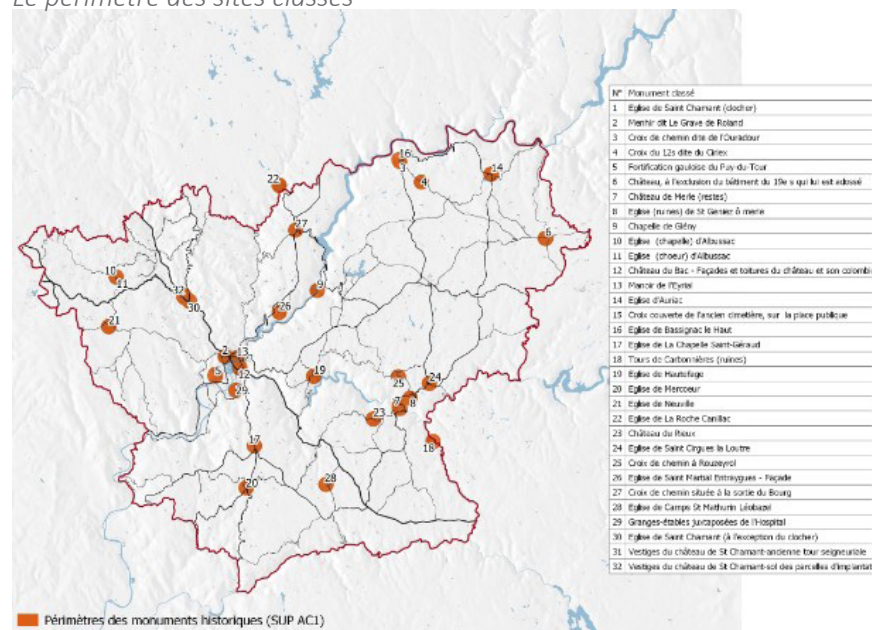 Le périmètre des sites classés
N° Monument classé
1 Eglise de Saint Chamant (clocher)
2 Menhir dit Le Grave de Roland
3 Croix de chemin dite de l'Ouradour
4 Croix du 12s dite du Ciriex
5 Fortification gauloise du Puy-du-Tour
6 Château, à l'exclusion du bâtiment du 19e s qui lui est adossé
7 Château de Merle (restes)
8 Eglise (ruines) de St Geniez ô merle
9 Chapelle de Glény
10 Eglise (chapelle) d'Albussac
11 Eglise (choeur) d'Albussac
12 Château du Bac - Façades et toitures du château et son colombi
13 Manoir de l'Eyrial
14 Eglise d'Auriac
15 Croix couverte de l'ancien cimetière, sur la place publique
16 Eglise de Bassignac le Haut
17 Eglise de La Chapelle Saint-Géraud
18 Tours de Carbonnières (ruines)
19 Eglise de Hautefage
20 Eglise de Mercoeur
21 Eglise de Neuville
22 Eglise de La Roche Canillac
23 Château du Rieux
24 Eglise de Saint Cirgues la Loutre
25 Croix de chemin à Rouzeyrol
26 Eglise de Saint Martial Entraygues - Façade
27 Croix de chemin située à la sortie du Bourg
28 Eglise de Camps St Mathurin Léobazel
29 Granges-étables juxtaposées de l'Hospital
30 Eglise de Saint Chamant (à l'exception du clocher)
31 Vestiges du château de St Chamant-ancienne tour seigneuriale
32 Vestiges du château de St Chamant-sol des parcelles d'implantat
16
3
14
4
22
27
6
10
11
9
32
30
26
21
2
13
5
12
19
29
25
24
7
8
23
18
17
20
28
Périmètres des monuments historiques (SUP AC1)